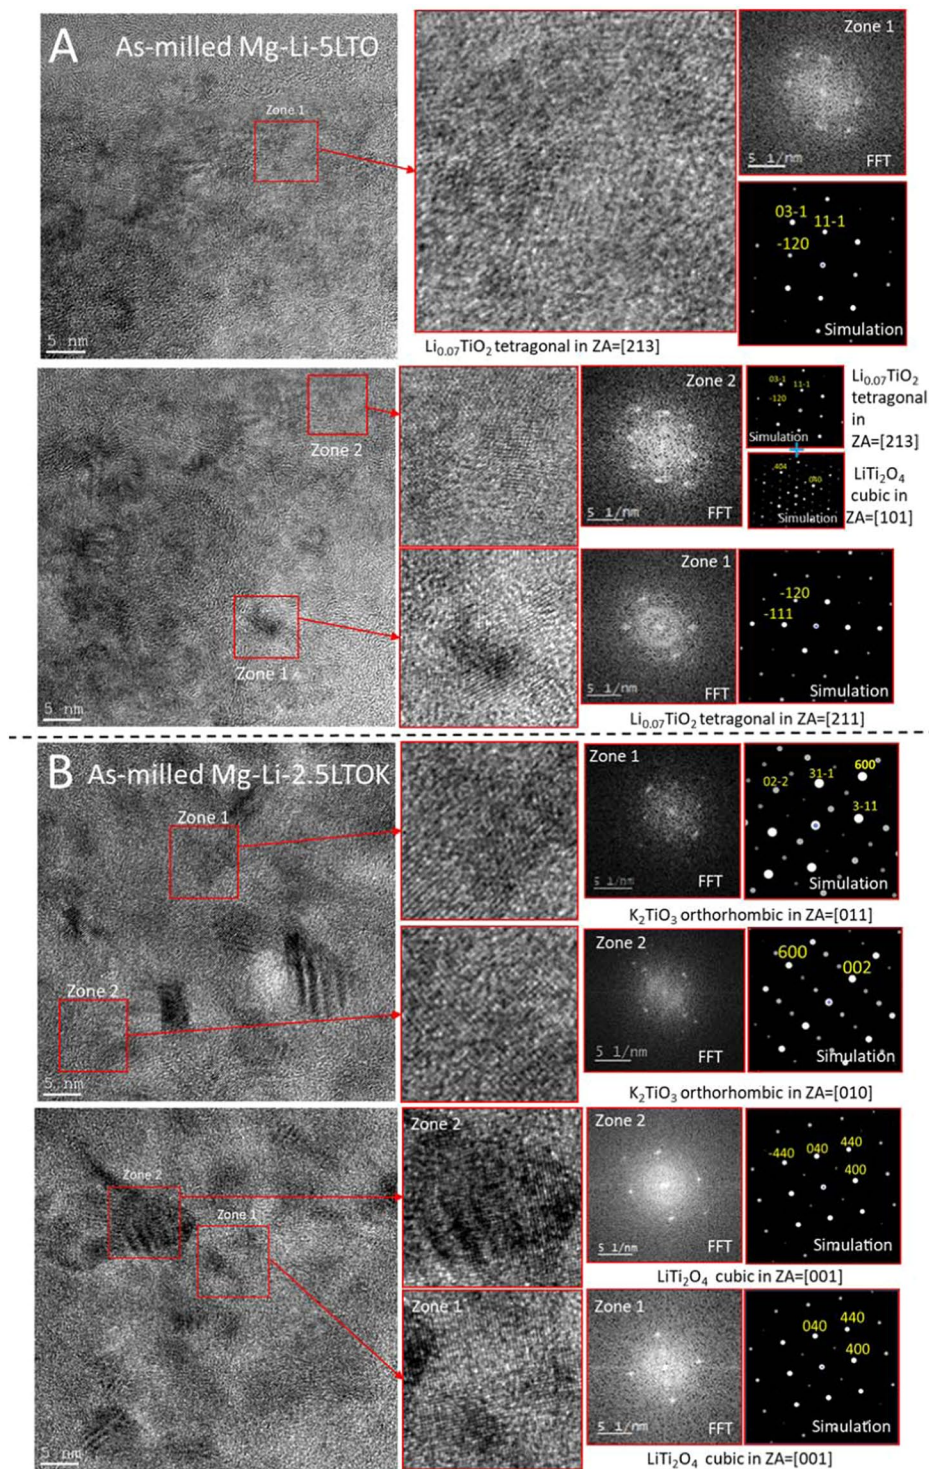 A As-milled Mg-Li-5LTO
Zone 1
5 nm
Zone 1
5 1/nm
FFT
03-1
11-1
-120
Simulation
Li0.07TiO2 tetragonal in ZA=[213]
Zone 2
Zone 1
5 nm
Zone 2
5 1/nm
FFT
03-1
11-1
-120
Simulation
+
404
040
Simulation
Li0.07TiO2
tetragonal
in
ZA=[213]
LiTi2O4
cubic in
ZA=[101]
Zone 1
5 1/nm
FFT
-120
-111
Simulation
Li0.07TiO2 tetragonal in ZA=[211]
B As-milled Mg-Li-2.5LTOK
Zone 1
Zone 2
5 nm
Zone 1
5 1/nm
FFT
02-2
31-1
600
3-11
Simulation
K2TiO3 orthorhombic in ZA=[011]
Zone 2
5 1/nm
FFT
600
002
Simulation
K2TiO3 orthorhombic in ZA=[010]
Zone 2
Zone 1
5 nm
Zone 2
Zone 2
5 1/nm
FFT
-440
040
440
400
Simulation
LiTi2O4 cubic in ZA=[001]
Zone 1
Zone 1
5 1/nm
FFT
040
440
400
Simulation
LiTi2O4 cubic in ZA=[001]